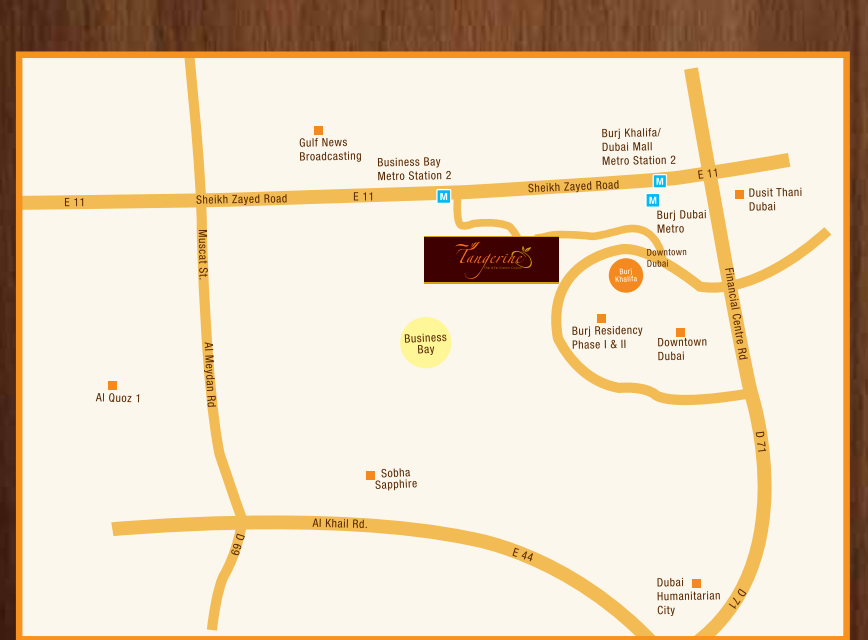 Gulf News
Broadcasting
Business Bay
Metro Station 2
Burj Khalifa/
Dubai Mall
Metro Station 2
E 11
Sheikh Zayed Road
E 11
Sheikh Zayed Road
E 11
M
M
M
Dusit Thani
Dubai
Burj Dubai
Metro
Muscat St.
Tangerine
Downtown
Dubai
Burj
Khalifa
Financial Centre Rd
Burj Residency
Phase I & II
Downtown
Dubai
Business
Bay
Al Meydan Rd
Al Quoz 1
D 71
Sobha
Sapphire
Al Khail Rd.
D 69
E 44
Dubai
Humanitarian
City
D 71